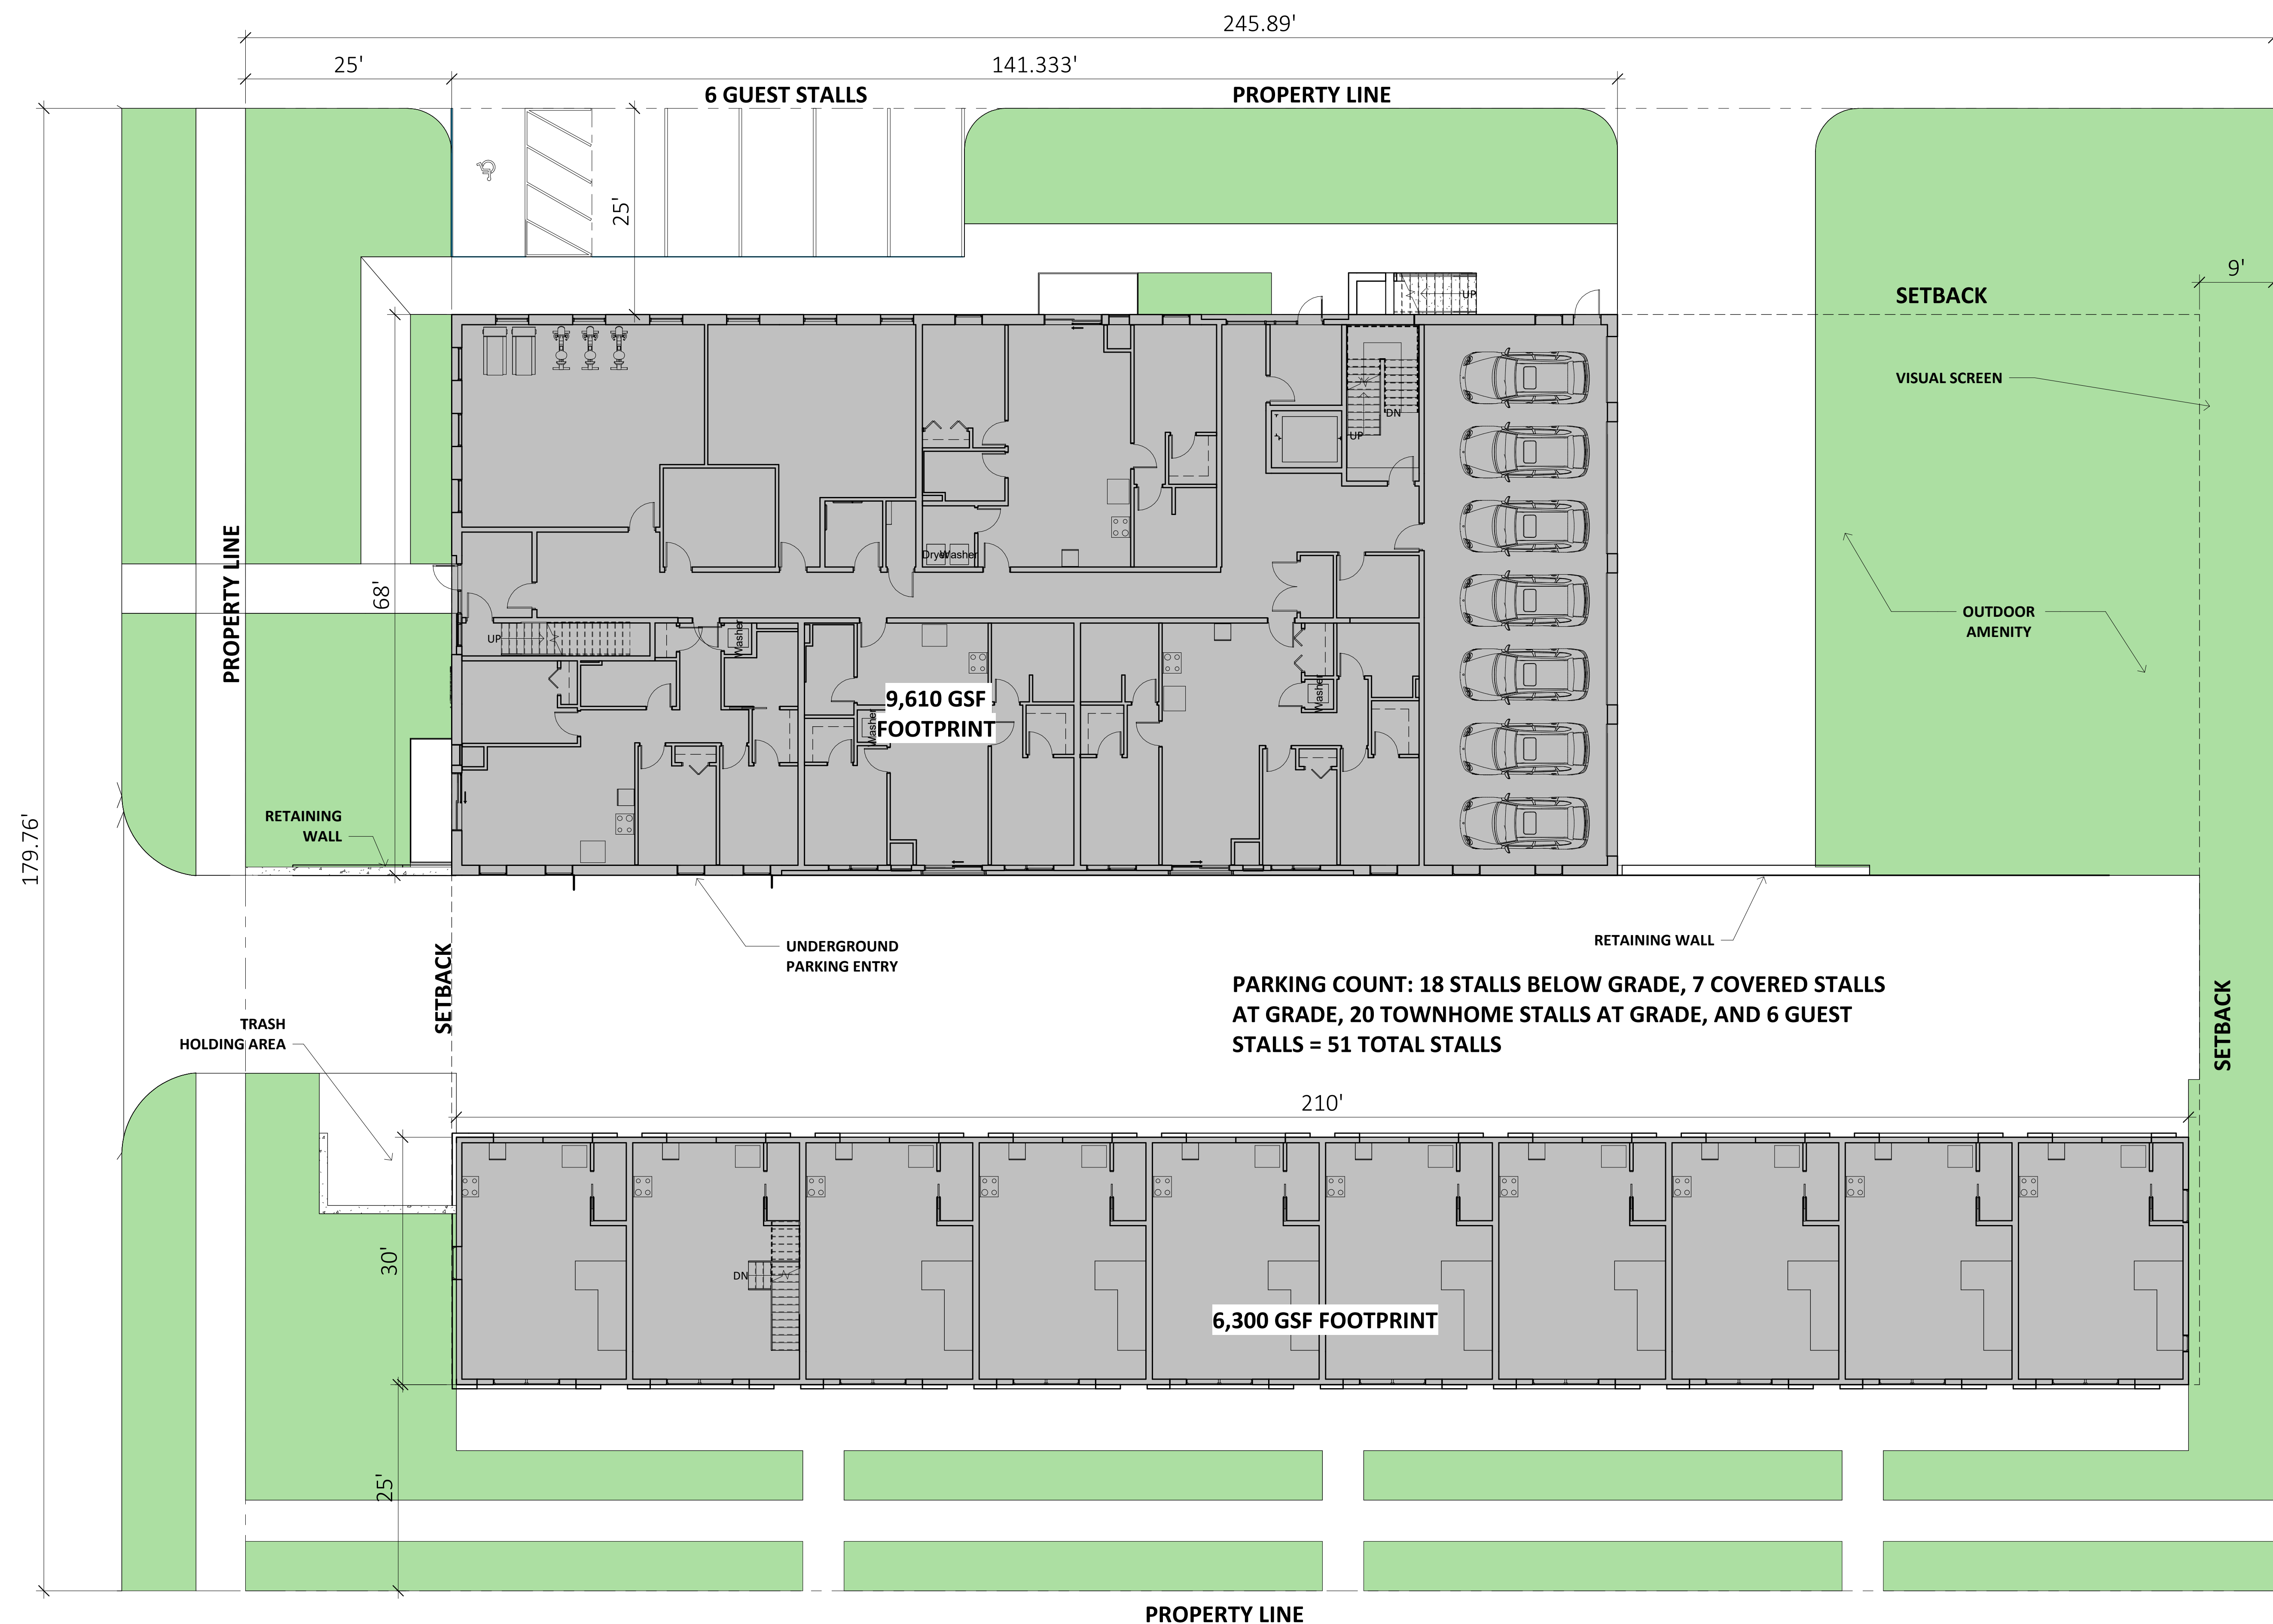 245.89'
25'
141.333'
6 GUEST STALLS
PROPERTY LINE
25'
9'
SETBACK
UP
VISUAL SCREEN
DN
UP
PROPERTY LINE
68'
Dryer
Washer
OUTDOOR
AMENITY
UP
Washer
Washer
9,610 GSF
FOOTPRINT
Washer
179.76'
RETAINING
WALL
UNDERGROUND
PARKING ENTRY
RETAINING WALL
SETBACK
PARKING COUNT: 18 STALLS BELOW GRADE, 7 COVERED STALLS
AT GRADE, 20 TOWNHOME STALLS AT GRADE, AND 6 GUEST
STALLS = 51 TOTAL STALLS
SETBACK
TRASH
HOLDING AREA
210'
30'
DN
6,300 GSF FOOTPRINT
25'
PROPERTY LINE